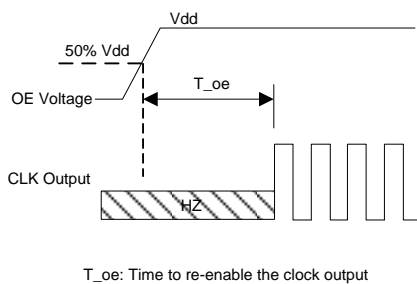 Vdd
50% Vdd
T_oe
OE Voltage
CLK Output
HZ
T_oe: Time to re-enable the clock output